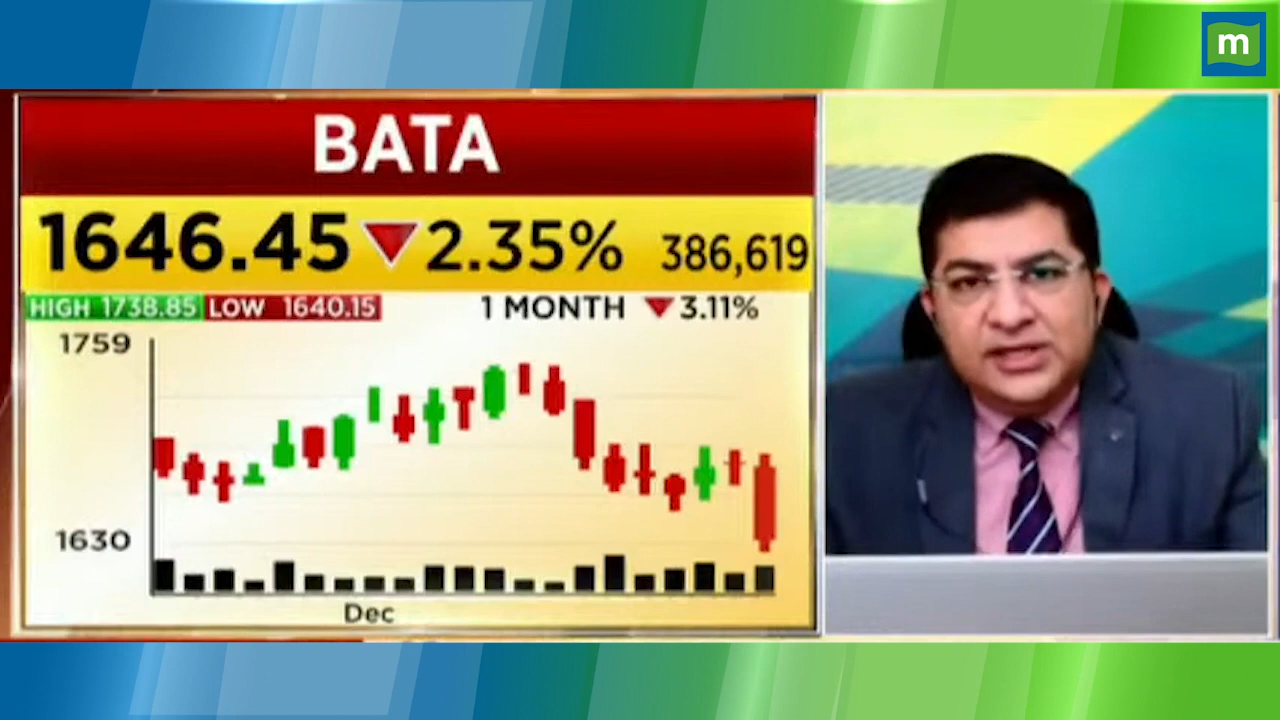 m
BATA
1646.45 2.35% 386,619
HIGH 1738.85 LOW 1640.15 1 MONTH 3.11%
1759
1630
Dec